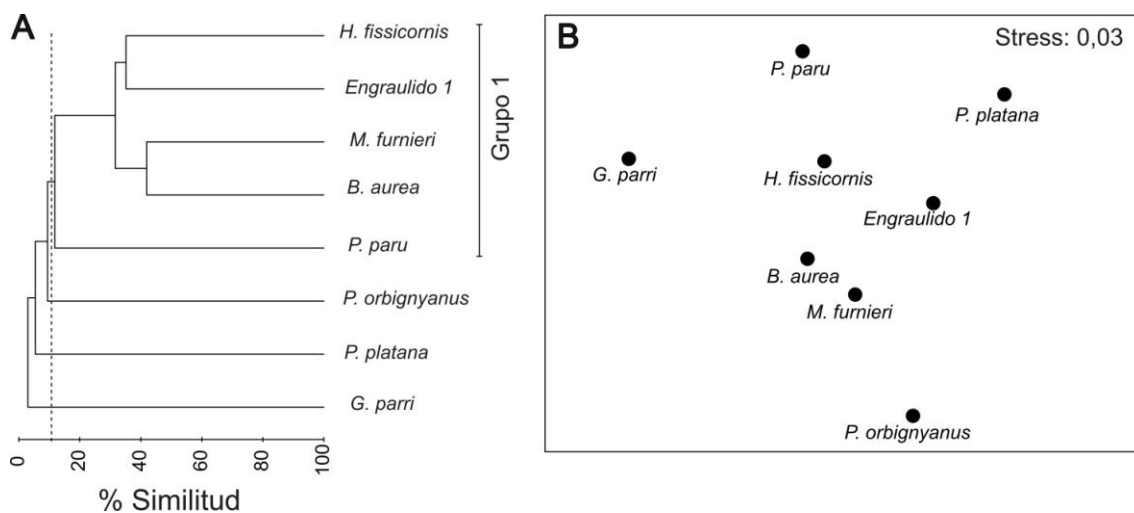 A
H. fissicornis
Engraulido 1
M. furnieri
B. aurea
P. paru
P. orbignyanus
P. platana
G. parri
Grupo 1
0 20 40 60 80 100
% Similitud
B
Stress: 0,03
P. paru
P. platana
G. parri
H. fissicornis
Engraulido 1
B. aurea
M. furnieri
P. orbignyanus